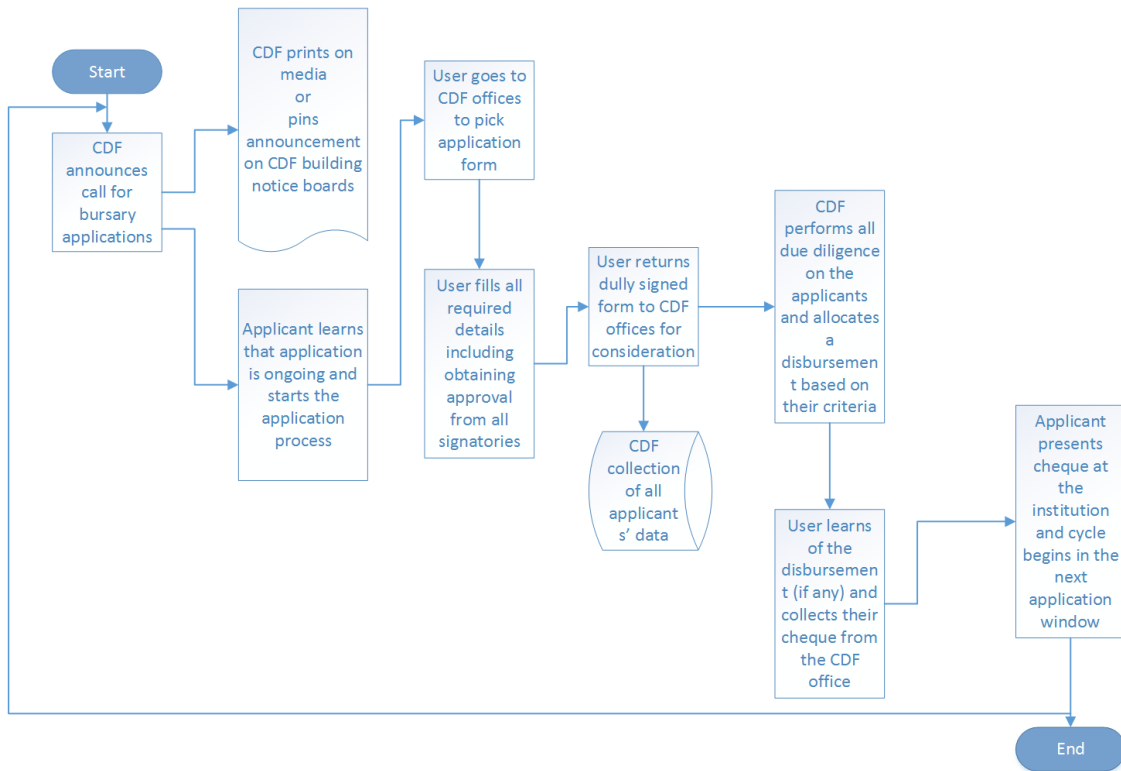 Start
CDF
announces
call for
bursary
applications
CDF prints on
media
or
pins
announcement
on CDF building
notice boards
Applicant learns
that application
is ongoing and
starts the
application
process
User goes to
CDF offices
to pick
application
form
User fills all
required
details
including
obtaining
approval
from all
signatories
User returns
dully signed
form to CDF
offices for
consideration
CDF
collection
of all
applicant
s’ data
CDF
performs all
due diligence
on the
applicants
and allocates
a
disbursemen
t based on
their criteria
User learns
of the
disbursemen
t (if any) and
collects their
cheque from
the CDF
office
Applicant
presents
cheque at
the
institution
and cycle
begins in
the next
application
window
End